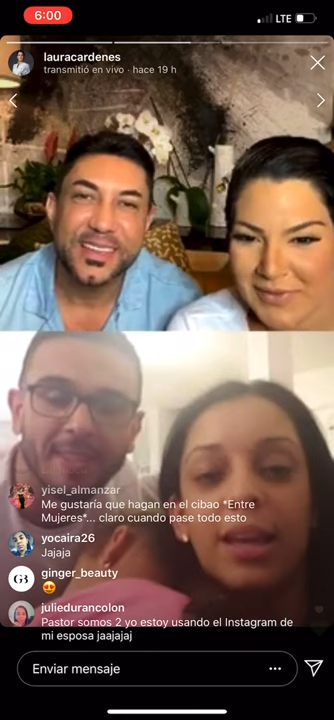 6:00
LTE
lauracardenes
transmitió en vivo · hace 19 h
yisel_almanzar
Me gustaría que hagan en el cibao *Entre
Mujeres*... claro cuando pase todo esto
yocaira26
Jajaja
GB
ginger_beauty
😍
juliedurancolon
Pastor somos 2 yo estoy usando el Instagram de
mi esposa jaajajaj
Enviar mensaje